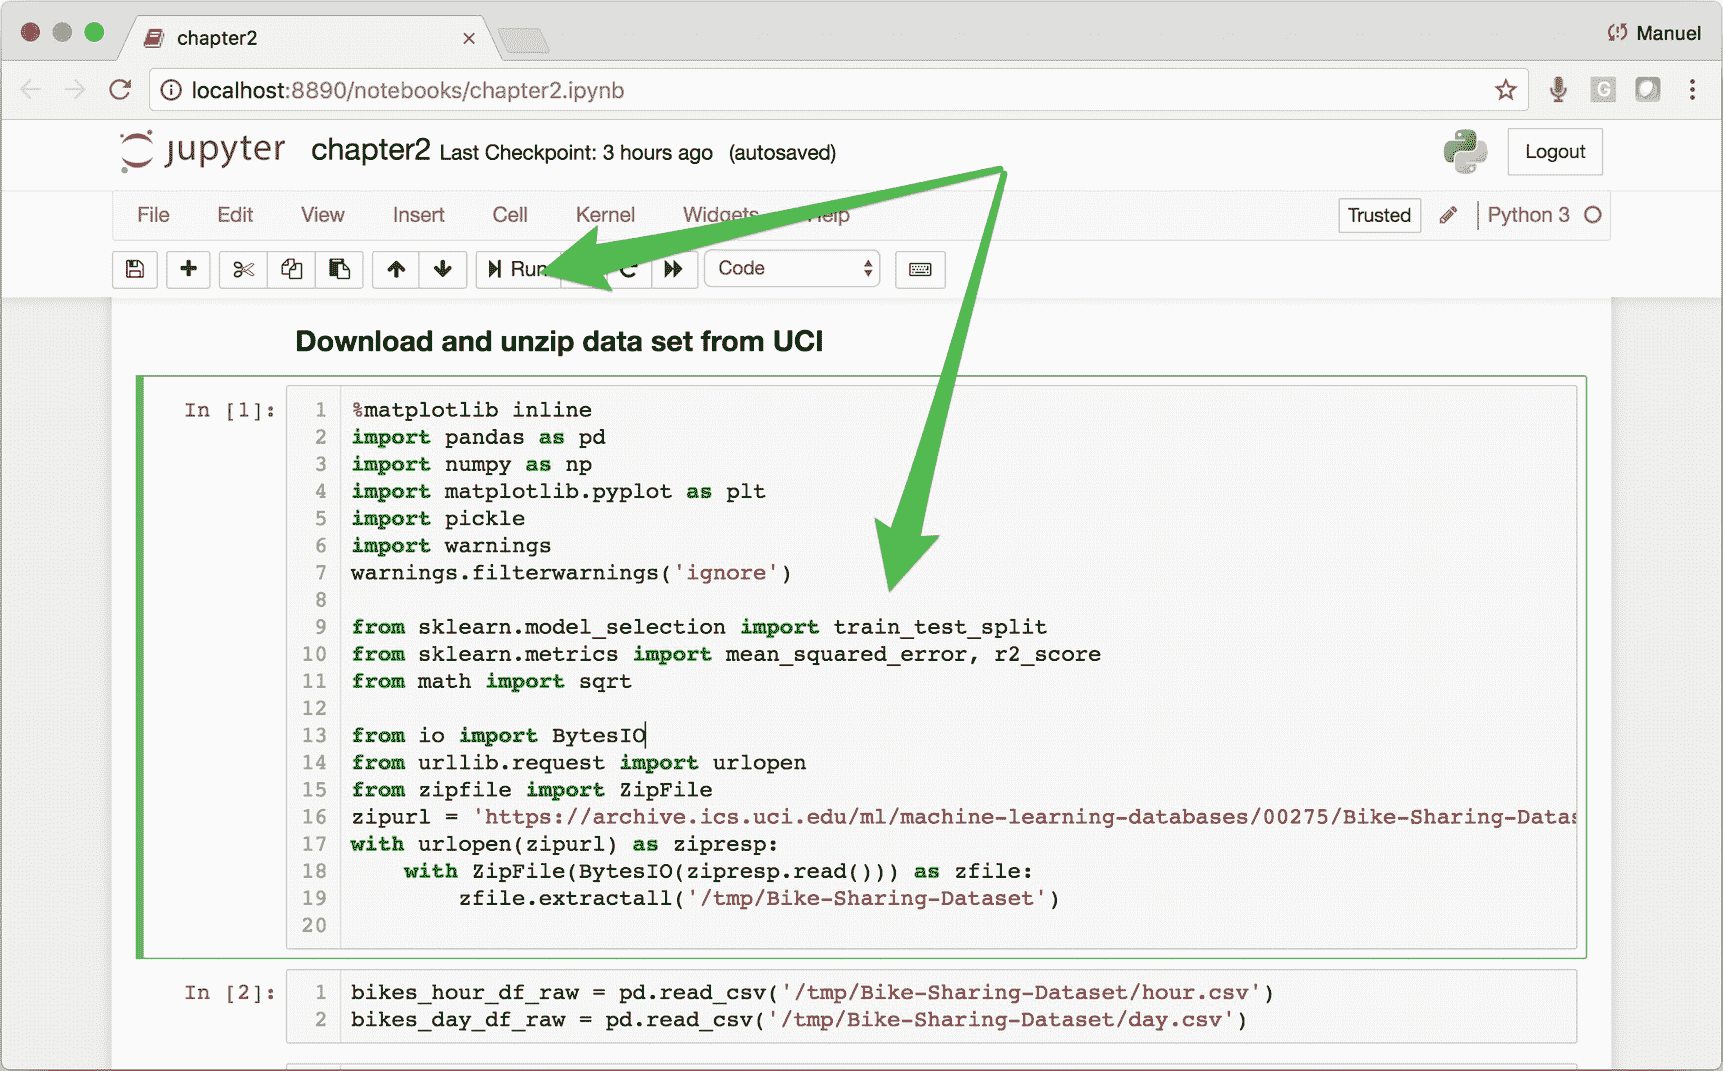 chapter2
Manuel
localhost:8890/notebooks/chapter2.ipynb
G
jupyter chapter2 Last Checkpoint: 3 hours ago (autosaved)
Logout
File Edit View Insert Cell Kernel Widgets Help
Trusted
Python 3
Run
Code
Download and unzip data set from UCI
In [1]:
1 %matplotlib inline
2 import pandas as pd
3 import numpy as np
4 import matplotlib.pyplot as plt
5 import pickle
6 import warnings
7 warnings.filterwarnings('ignore')
8
9 from sklearn.model_selection import train_test_split
10 from sklearn.metrics import mean_squared_error, r2_score
11 from math import sqrt
12
13 from io import BytesIO
14 from urllib.request import urlopen
15 from zipfile import ZipFile
16 zipurl = 'https://archive.ics.uci.edu/ml/machine-learning-databases/00275/Bike-Sharing-Datas
17 with urlopen(zipurl) as zipresp:
18     with ZipFile(BytesIO(zipresp.read())) as zfile:
19         zfile.extractall('/tmp/Bike-Sharing-Dataset')
20
In [2]:
1 bikes_hour_df_raw = pd.read_csv('/tmp/Bike-Sharing-Dataset/hour.csv')
2 bikes_day_df_raw = pd.read_csv('/tmp/Bike-Sharing-Dataset/day.csv')